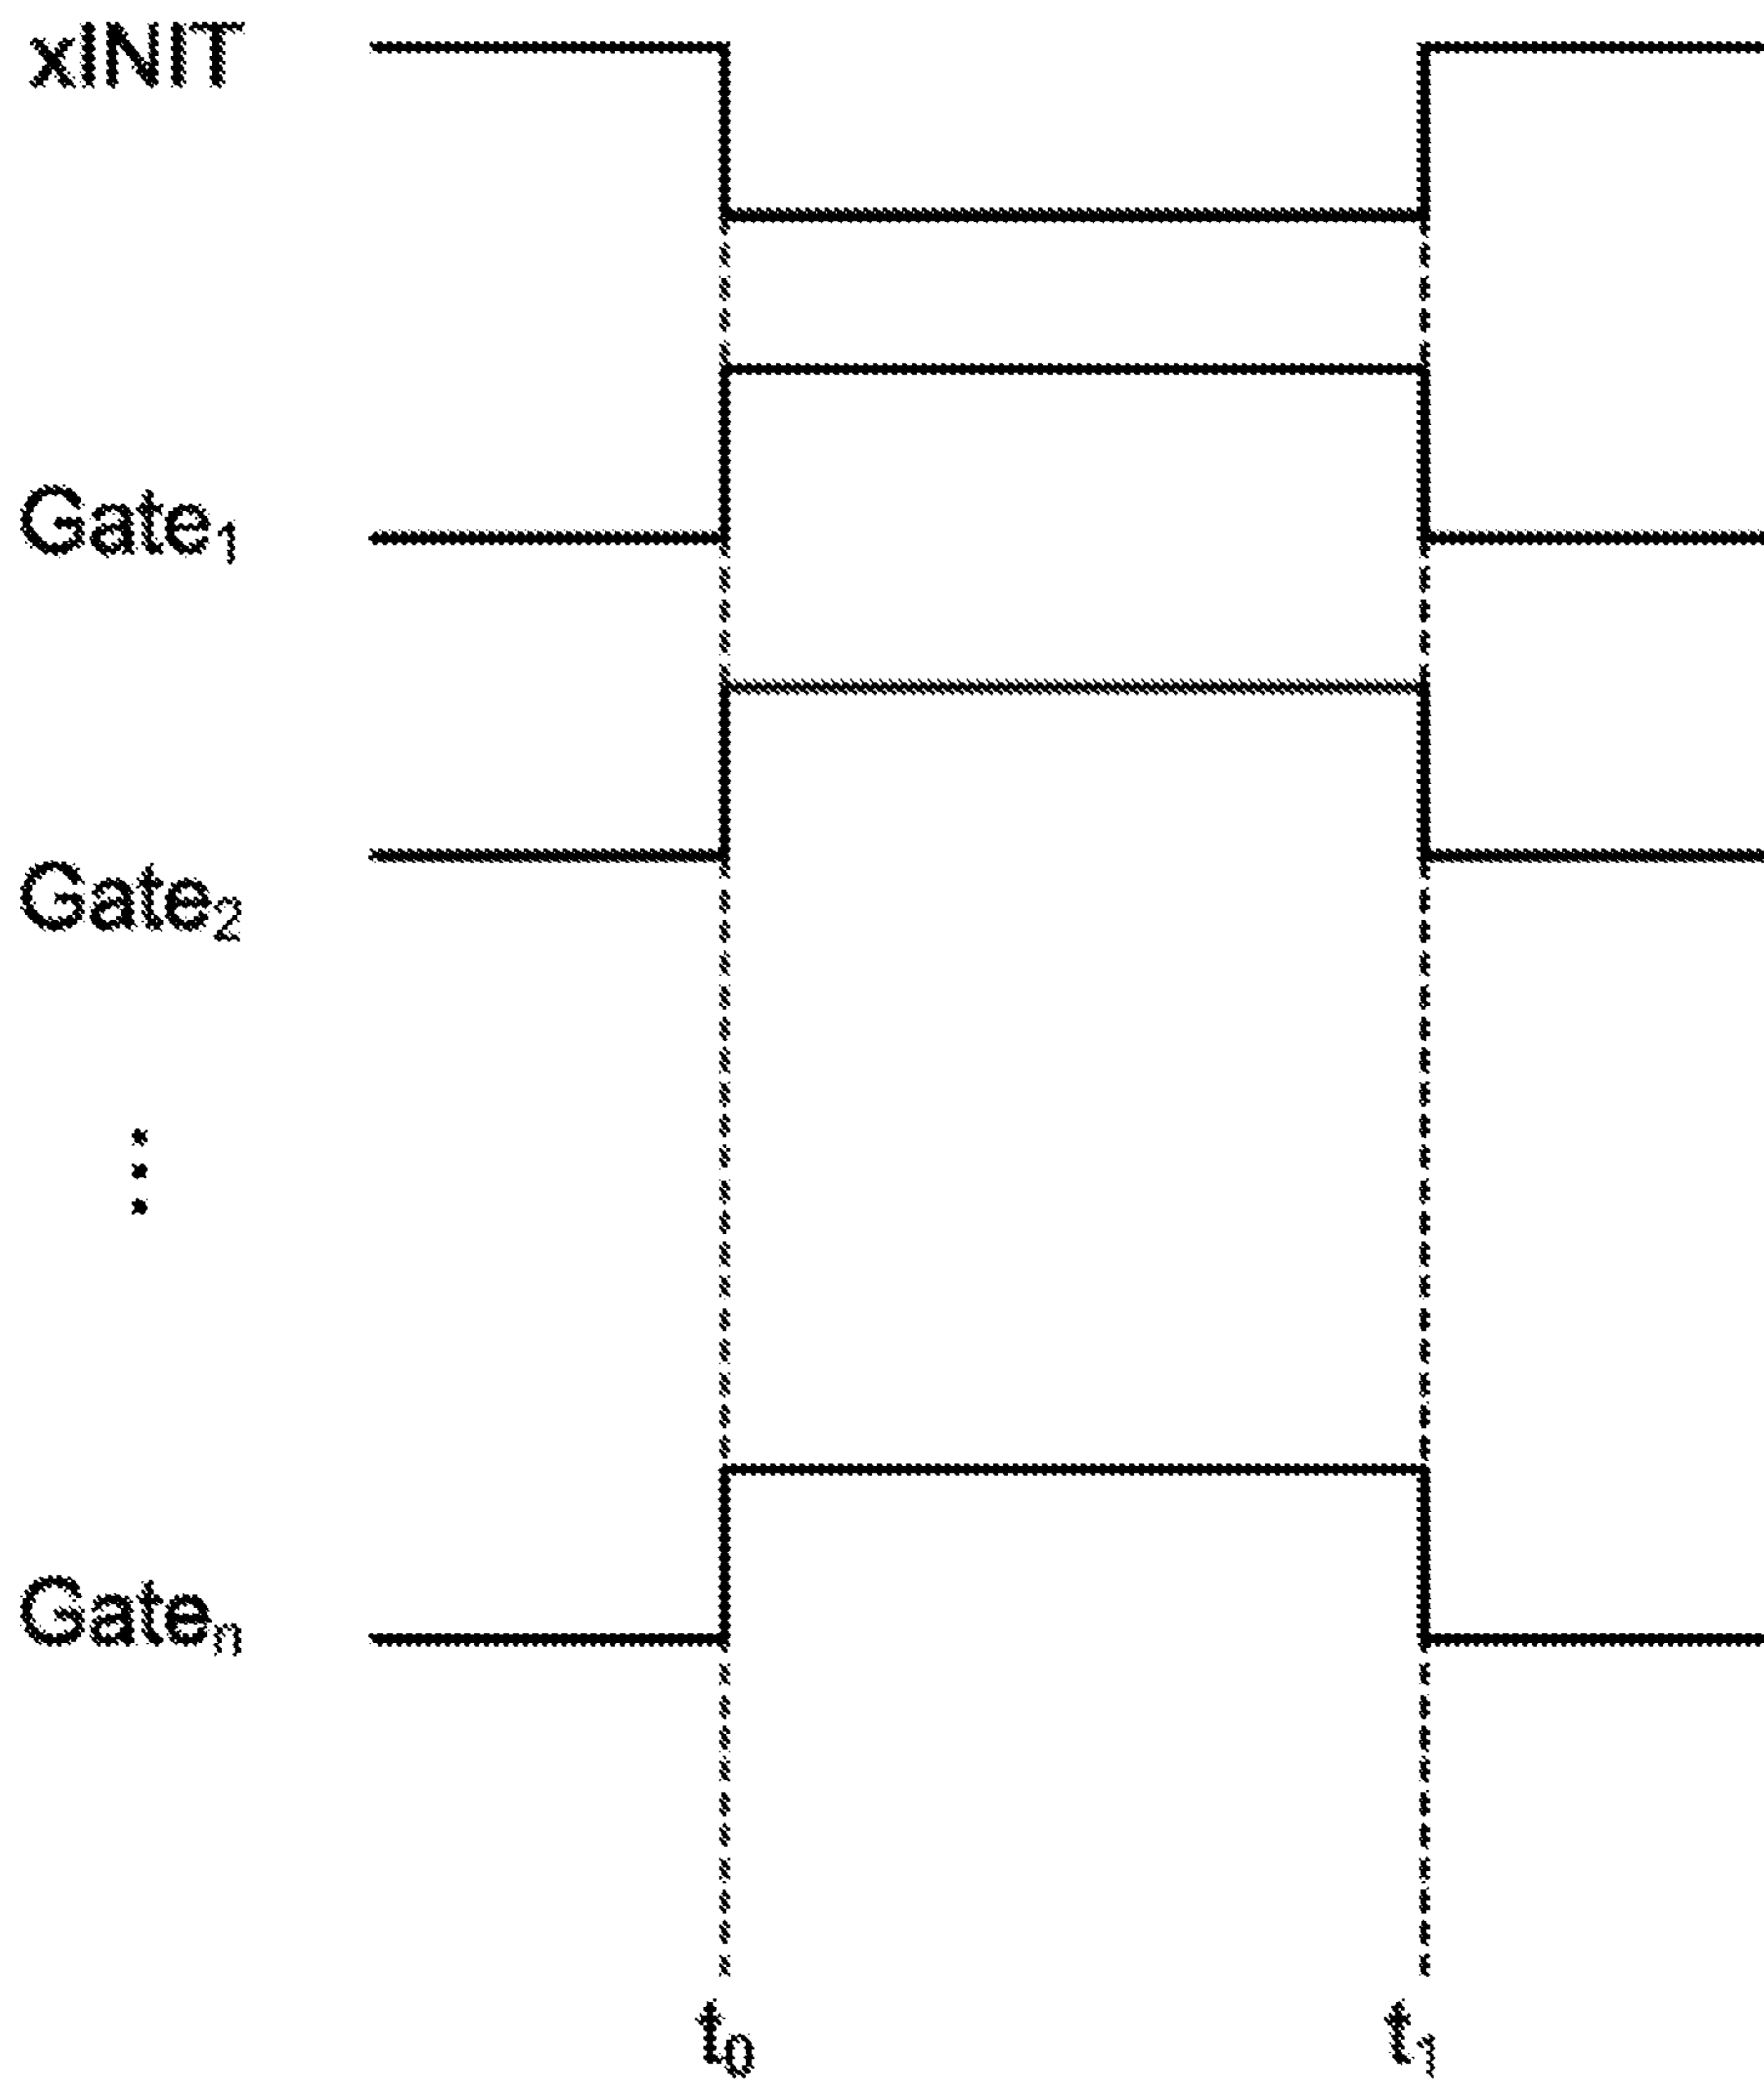 xINIT
Gate₁
Gate₂
⋮
Gateₙ
t₀ t₁